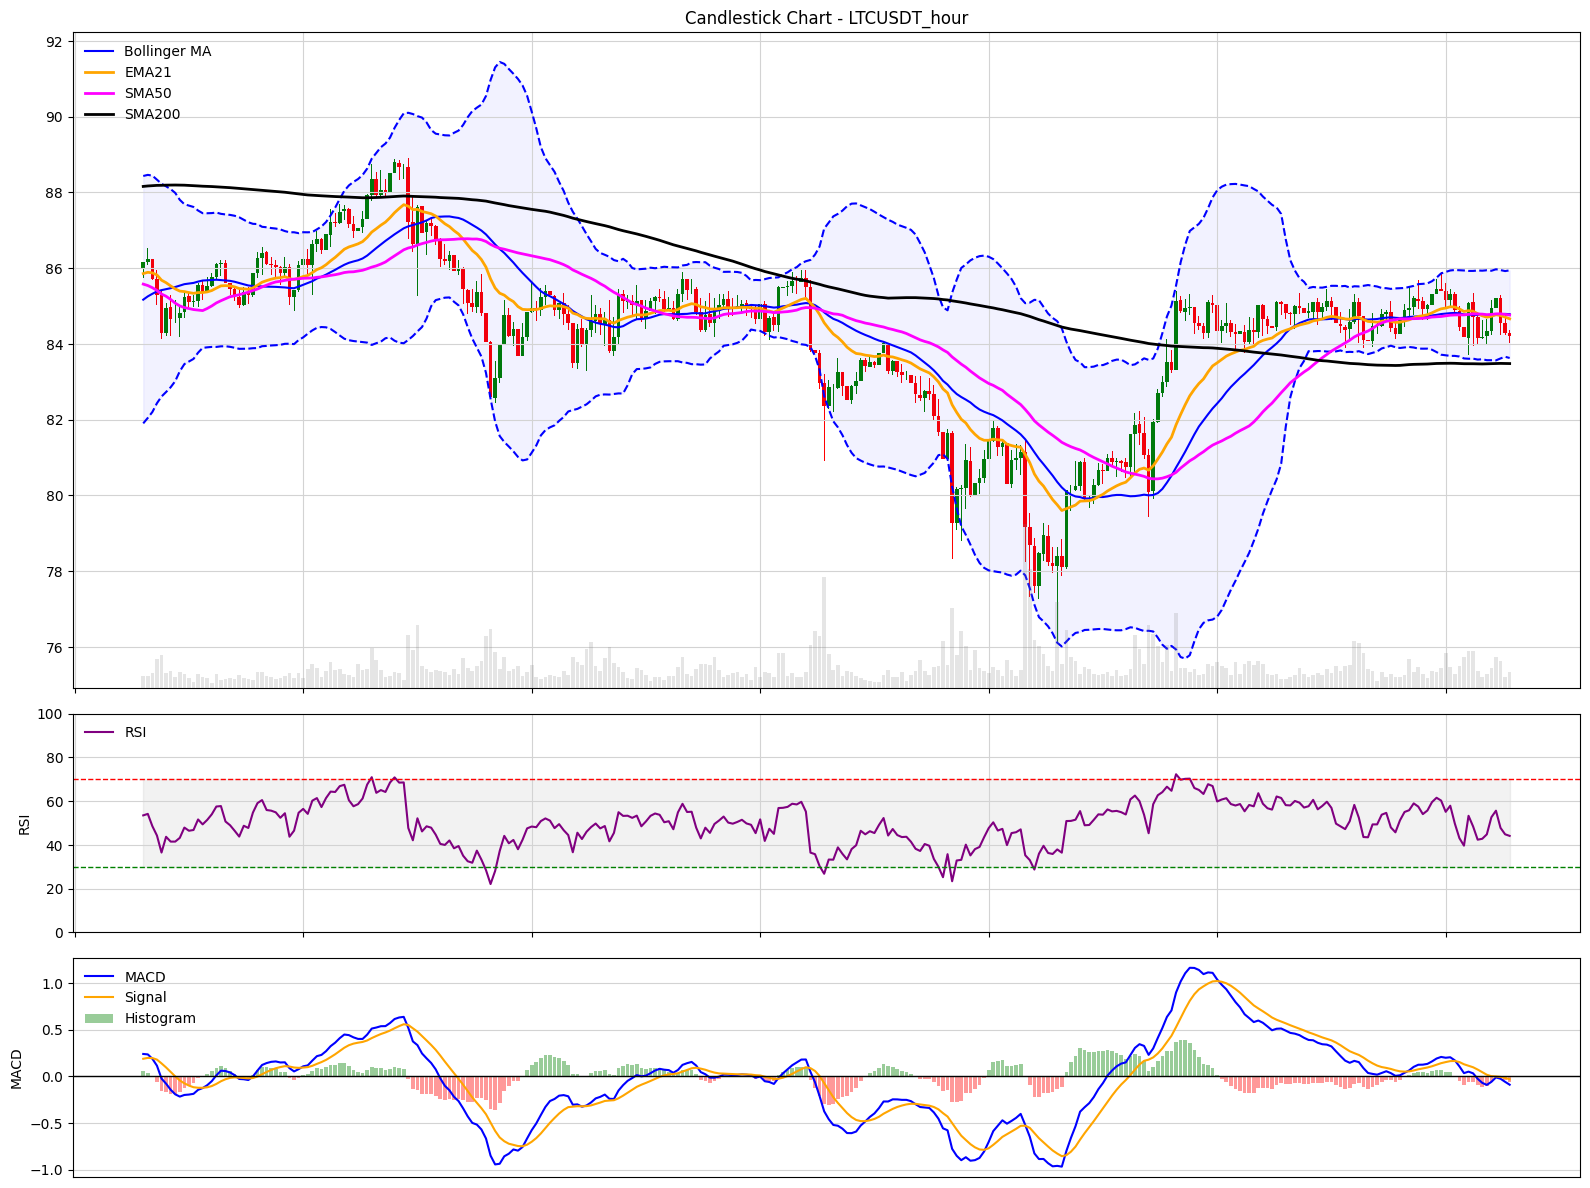 Candlestick Chart - LTCUSDT_hour
92
90
88
86
84
82
80
78
76
Bollinger MA
EMA21
SMA50
SMA200
100
80
60
40
20
0
RSI
RSI
1.0
0.5
0.0
−0.5
−1.0
MACD
MACD
Signal
Histogram